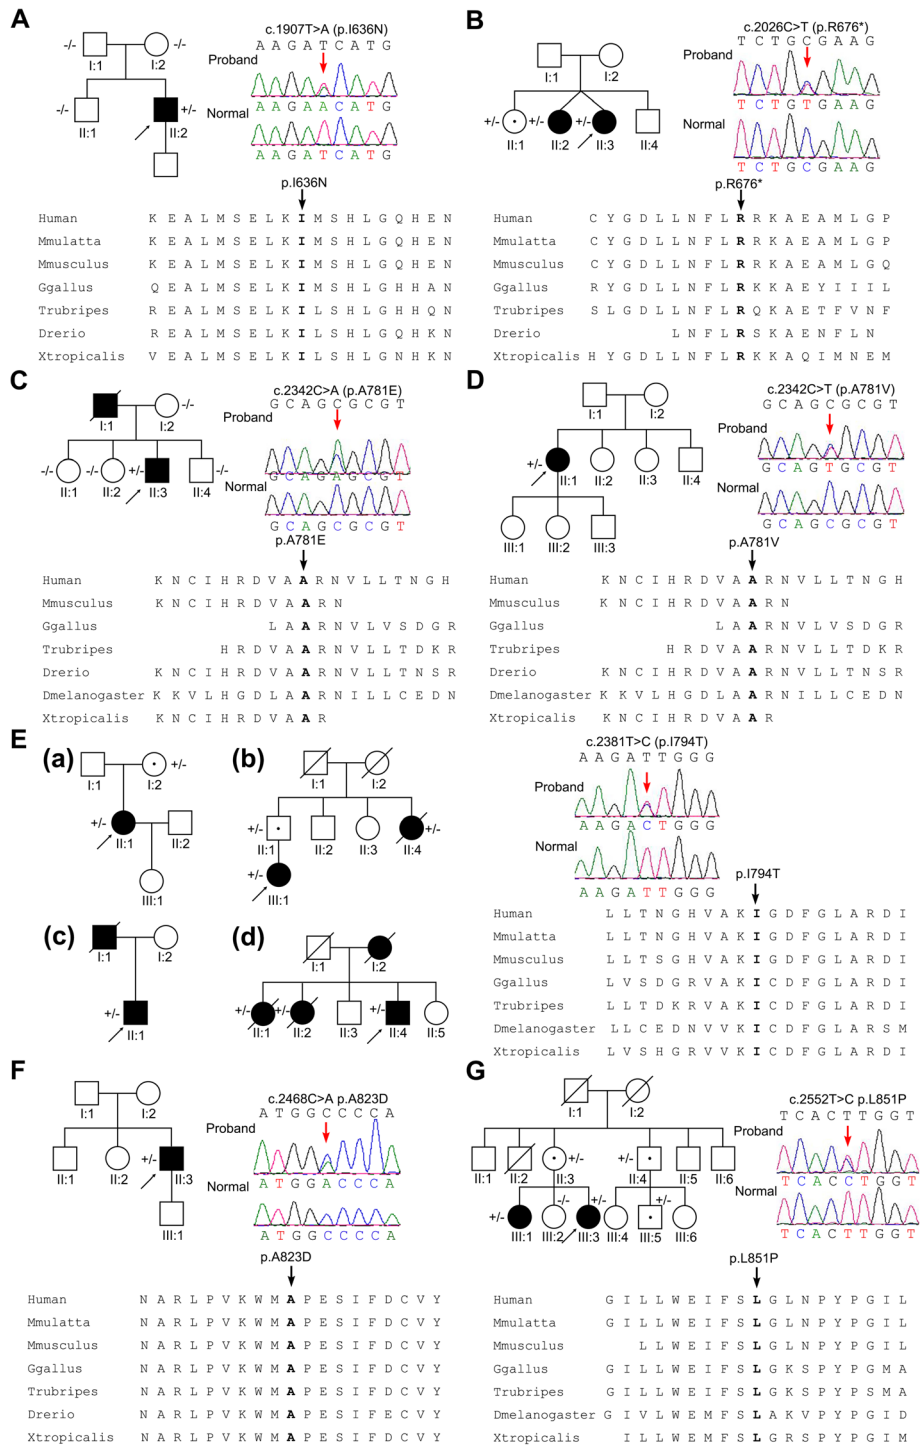 A
c.1907T>A (p.I636N)
A A G A T C A T G
Proband
A A G A A C A T G
Normal
A A G A T C A T G
-/- I:1 I:2 -/-
-/- II:1 II:2 +/-
p.I636N
Human K E A L M S E L K I M S H L G Q H E N
Mmulatta K E A L M S E L K I M S H L G Q H E N
Mmusculus K E A L M S E L K I M S H L G Q H E N
Ggallus Q E A L M S E L K I M S H L G H H A N
Trubripes R E A L M S E L K I L S H L G H H Q N
Drerio R E A L M S E L K I L S H L G Q H K N
Xtropicalis V E A L M S E L K I L S H L G N H K N
B
c.2026C>T (p.R676*)
T C T G C G A A G
Proband
T C T G T G A A G
Normal
T C T G C G A A G
I:1 I:2
+/- II:1 +/- II:2 +/- II:3 II:4
p.R676*
Human C Y G D L L N F L R R K A E A M L G P
Mmulatta C Y G D L L N F L R R K A E A M L G P
Mmusculus C Y G D L L N F L R R K A E A M L G Q
Ggallus R Y G D L L N F L R R K A E Y I I I L
Trubripes S L G D L L N F L R Q K A E T F V N F
Drerio L N F L R S K A E N F L N
Xtropicalis H Y G D L L N F L R K K A Q I M N E M
C
c.2342C>A (p.A781E)
G C A G C G C G T
Proband
G C A G A G C G T
Normal
G C A G C G C G T
I:1 I:2 -/-
-/- II:1 -/- II:2 +/- II:3 II:4 -/-
p.A781E
Human K N C I H R D V A A R N V L L T N G H
Mmusculus K N C I H R D V A A R N
Ggallus L A A R N V L V S D G R
Trubripes H R D V A A R N V L L T D K R
Drerio K N C I H R D V A A R N V L L T N S R
Dmelanogaster K K V L H G D L A A R N I L L C E D N
Xtropicalis K N C I H R D V A A R
D
c.2342C>T (p.A781V)
G C A G C G C G T
Proband
G C A G T G C G T
Normal
G C A G C G C G T
I:1 I:2
+/- II:1 II:2 II:3 II:4
III:1 III:2 III:3
p.A781V
Human K N C I H R D V A A R N V L L T N G H
Mmusculus K N C I H R D V A A R N
Ggallus L A A R N V L V S D G R
Trubripes H R D V A A R N V L L T D K R
Drerio K N C I H R D V A A R N V L L T N S R
Dmelanogaster K K V L H G D L A A R N I L L C E D N
Xtropicalis K N C I H R D V A A R
E
(a)
I:1 I:2 +/-
+/- II:1 II:2
III:1
(b)
I:1 I:2
+/- II:1 II:2 II:3 II:4 +/-
+/- III:1
(c)
I:1 I:2
+/- II:1
(d)
I:1 I:2
+/- II:1 +/- II:2 II:3 +/- II:4 II:5
c.2381T>C (p.I794T)
A A G A T T G G G
Proband
A A G A C T G G G
Normal
A A G A T T G G G
p.I794T
Human L L T N G H V A K I G D F G L A R D I
Mmulatta L L T N G H V A K I G D F G L A R D I
Mmusculus L L T S G H V A K I G D F G L A R D I
Ggallus L V S D G R V A K I C D F G L A R D I
Trubripes L L T D K R V A K I C D F G L A R D I
Dmelanogaster L L C E D N V V K I C D F G L A R S M
Xtropicalis L V S H G R V V K I C D F G L A R D I
F
c.2468C>A p.A823D
A T G G C C C C A
Proband
A T G G A C C C A
Normal
A T G G C C C C A
I:1 I:2
II:1 II:2 +/- II:3
III:1
p.A823D
Human N A R L P V K W M A P E S I F D C V Y
Mmulatta N A R L P V K W M A P E S I F D C V Y
Mmusculus N A R L P V K W M A P E S I F D C V Y
Ggallus N A R L P V K W M A P E S I F D C V Y
Trubripes N A R L P V K W M A P E S I F D C V Y
Drerio N A R L P V K W M A P E S I F E C V Y
Xtropicalis N A R L P V K W M A P E S I F D C V Y
G
c.2552T>C p.L851P
T C A C T T G G T
Proband
T C A C C T G G T
Normal
T C A C T T G G T
I:1 I:2
II:1 II:2 II:3 +/- +/- II:4 II:5 II:6
+/- III:1 -/- III:2 +/- III:3 III:4 +/- III:5 III:6
p.L851P
Human G I L L W E I F S L G L N P Y P G I L
Mmulatta G I L L W E I F S L G L N P Y P G I L
Mmusculus L L W E I F S L G L N P Y P G I L
Ggallus G I L L W E I F S L G K S P Y P G M A
Trubripes G I L L W E I F S L G R S P Y P S M A
Dmelanogaster G I V L W E M F S L A K V P Y P G I D
Xtropicalis I L L W E M F S L G R S P Y P G I M